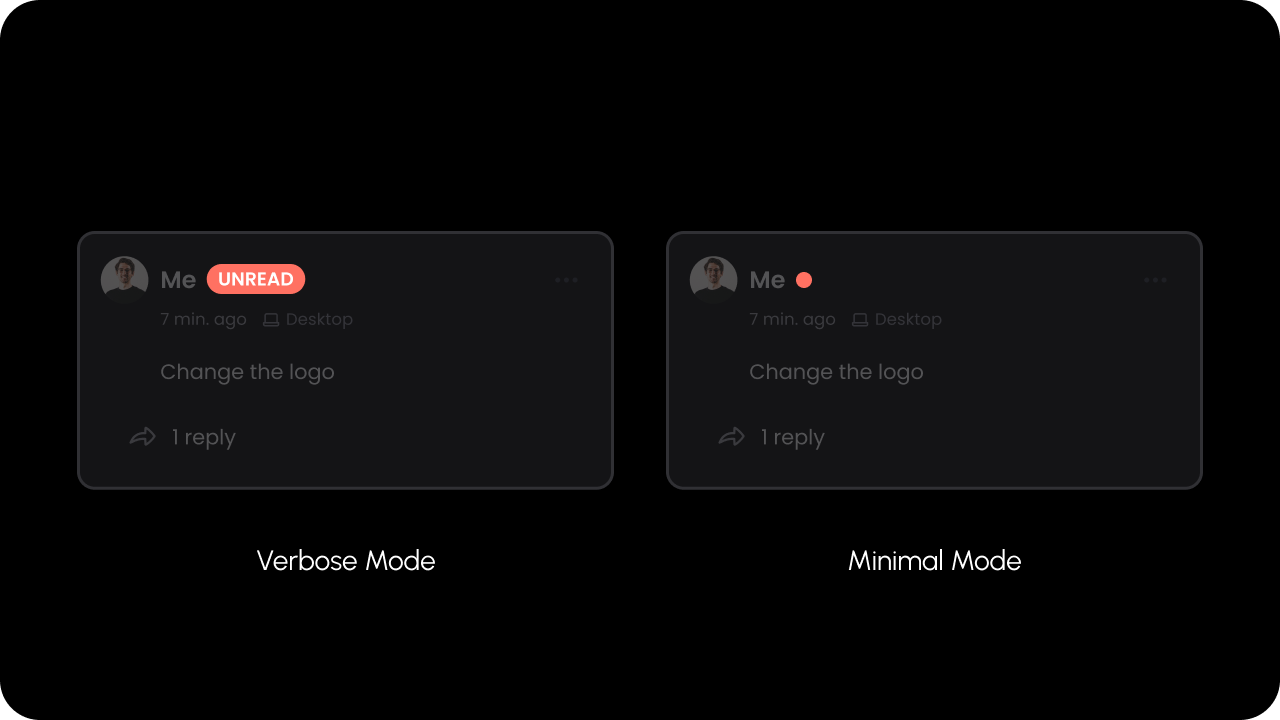 Me UNREAD
7 min. ago Desktop
Change the logo
1 reply
Verbose Mode
Me
7 min. ago Desktop
Change the logo
1 reply
Minimal Mode